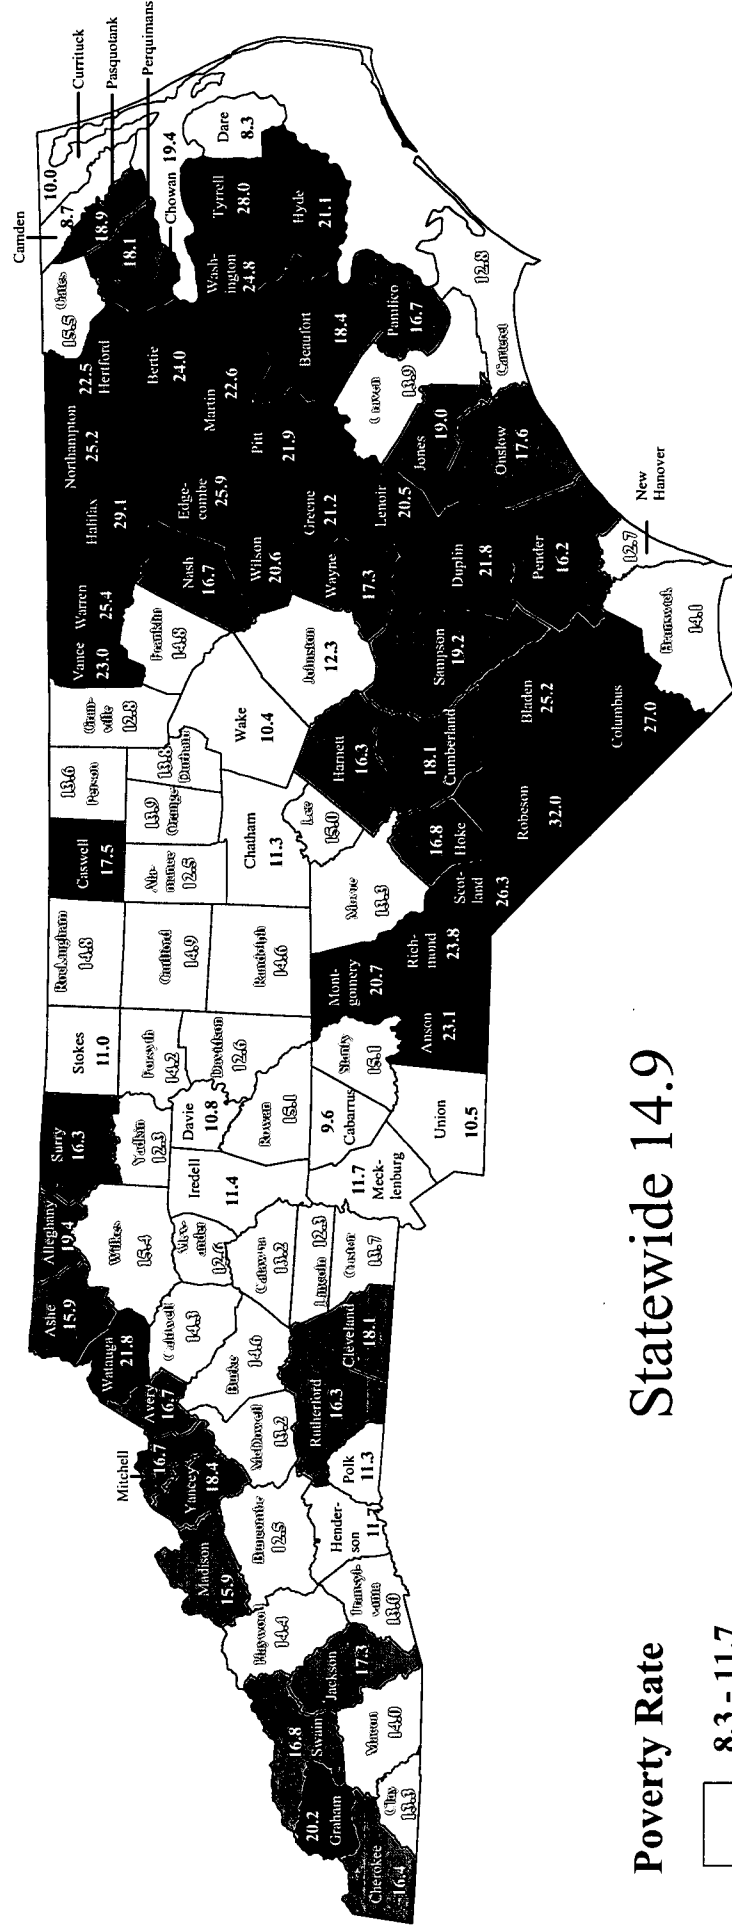 Cherokee
16.4
Graham
20.2
Clay
13.3
Swain
16.8
Macon
14.0
Jackson
17.3
Haywood
14.4
Transyl-
vania
13.0
Madison
15.9
Buncombe
12.5
Hender-
son
11.7
Mitchell
16.7
Yancey
18.4
Polk
11.3
McDowell
13.2
Rutherford
16.3
Avery
16.7
Burke
14.6
Cleveland
18.1
Watauga
21.8
Caldwell
14.3
Ashe
15.9
Alleghany
19.4
Wilkes
15.4
Alex-
ander
12.6
Catawba
13.2
Lincoln 12.3
Gaston
13.7
Surry
16.3
Yadkin
12.3
Iredell
11.4
Davie
10.8
Rowan
15.1
9.6
Cabarrus
11.7
Meck-
lenburg
Union
10.5
Stokes
11.0
Forsyth
14.2
Davidson
12.6
Stanly
15.1
Anson
23.1
Rockingham
14.8
Guilford
14.9
Randolph
14.6
Mont-
gomery
20.7
Rich-
mond
23.8
Caswell
17.5
Ala-
mance
12.5
Chatham
11.3
Moore
13.3
Scot-
land
26.3
16.8
Hoke
Robeson
32.0
13.6
Person
13.9
Orange
13.8
Durham
Lee
15.0
Harnett
16.3
18.1
Cumberland
Bladen
25.2
Columbus
27.0
Gran-
ville
12.8
Wake
10.4
Vance
23.0
Warren
25.4
Franklin
14.8
Johnston
12.3
Sampson
19.2
Brunswick
14.1
Halifax
29.1
Nash
16.7
Wilson
20.6
Wayne
17.3
Duplin
21.8
Pender
16.2
12.7
New
Hanover
Northampton
25.2
Edge-
combe
25.9
Greene
21.2
Lenoir
20.5
Pitt
21.9
Jones
19.0
Onslow
17.6
22.5
Hertford
Bertie
24.0
Martin
22.6
Beaufort
18.4
Craven
13.9
Pamlico
16.7
Carteret
12.8
Gates
15.5
Camden
8.7
10.0
Currituck
18.9
Pasquotank
18.1
Perquimans
Chowan
19.4
Wash-
ington
24.8
Tyrrell
28.0
Hyde
21.1
Dare
8.3
Statewide 14.9
Poverty Rate
8.3 - 11.7